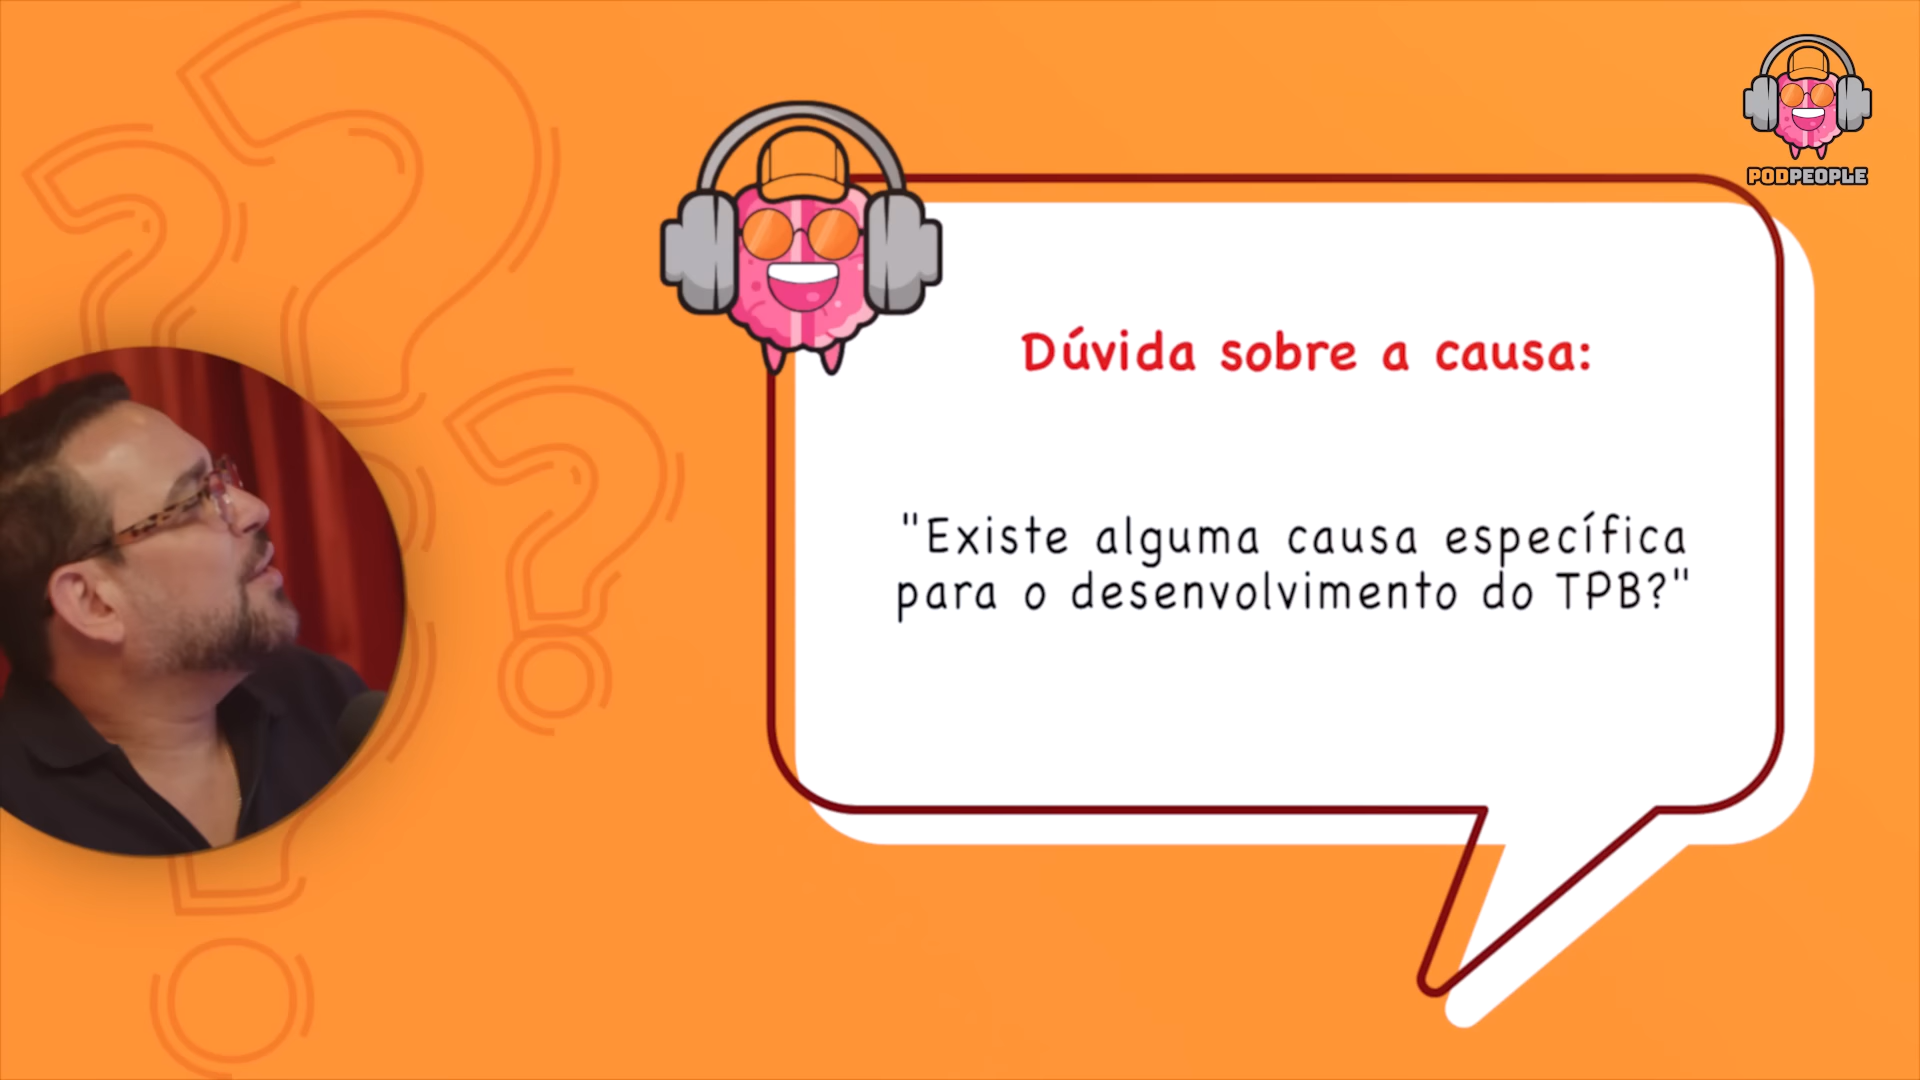 PODPEOPLE
Dúvida sobre a causa:
"Existe alguma causa específica
para o desenvolvimento do TPB?"